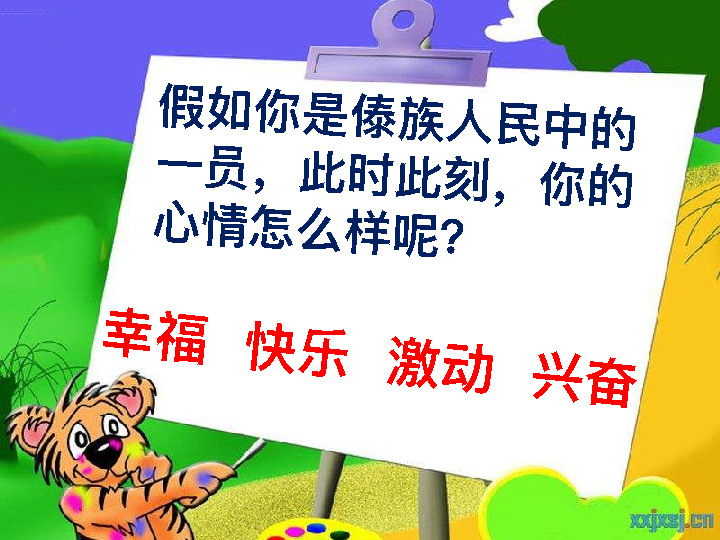 假如你是傣族人民中的
一员，此时此刻，你的
心情怎么样呢?
幸福 快乐 激动 兴奋
xxjxsj.cn